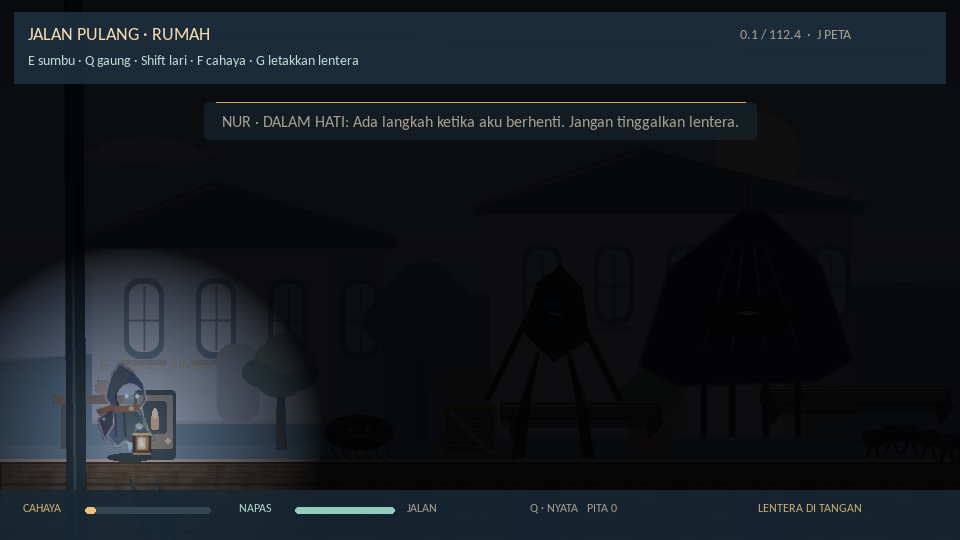 JALAN PULANG · RUMAH
0.1 / 112.4 · J PETA
E sumbu · Q gaung · Shift lari · F cahaya · G letakkan lentera
NUR · DALAM HATI: Ada langkah ketika aku berhenti. Jangan tinggalkan lentera.
CAHAYA
NAPAS
JALAN
Q · NYATA PITA 0
LENTERA DI TANGAN